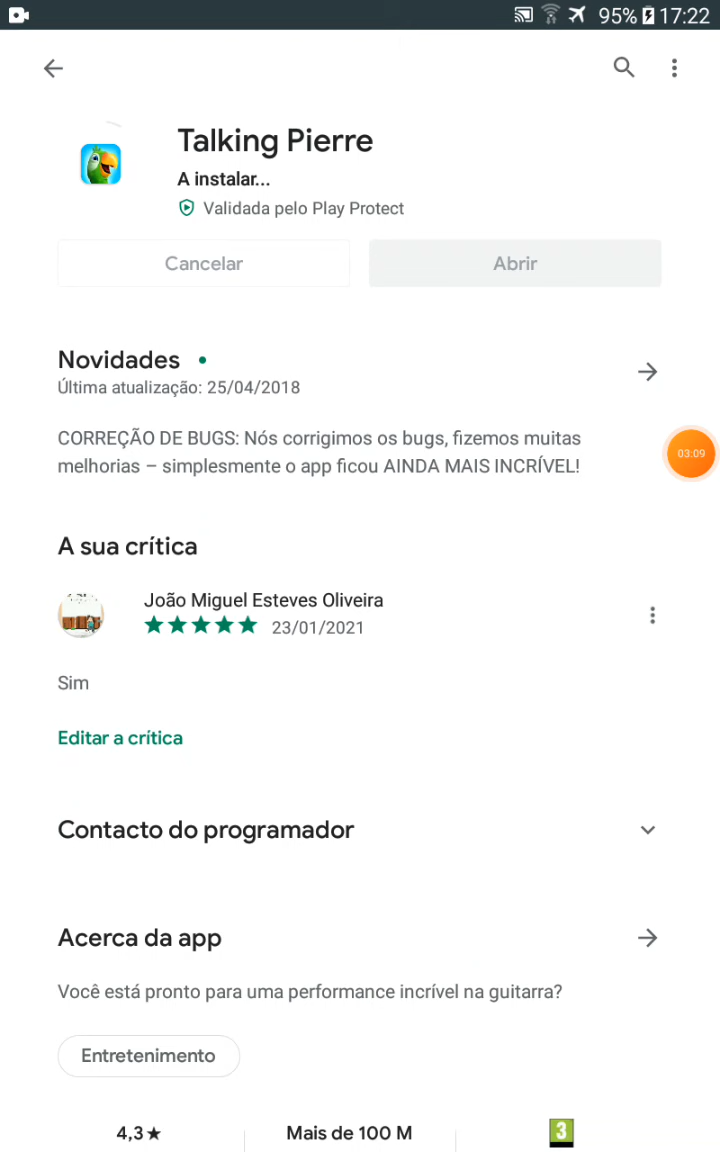 95% 17:22
Talking Pierre
A instalar...
Validada pelo Play Protect
Cancelar
Abrir
Novidades
Última atualização: 25/04/2018
CORREÇÃO DE BUGS: Nós corrigimos os bugs, fizemos muitas
melhorias – simplesmente o app ficou AINDA MAIS INCRÍVEL!
03:09
A sua crítica
João Miguel Esteves Oliveira
23/01/2021
Sim
Editar a crítica
Contacto do programador
Acerca da app
Você está pronto para uma performance incrível na guitarra?
Entretenimento
4,3★
Mais de 100 M
3